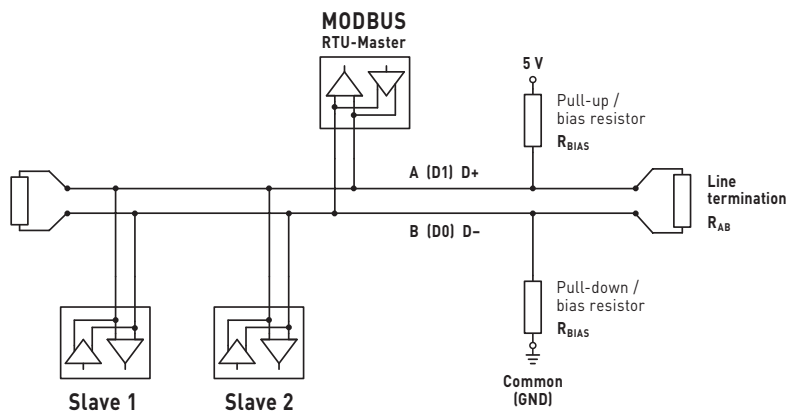 MODBUS
RTU-Master
5 V
Pull-up /
bias resistor
RBIAS
A (D1) D+
Line
termination
RAB
B (D0) D–
Pull-down /
bias resistor
RBIAS
Common
(GND)
Slave 1
Slave 2